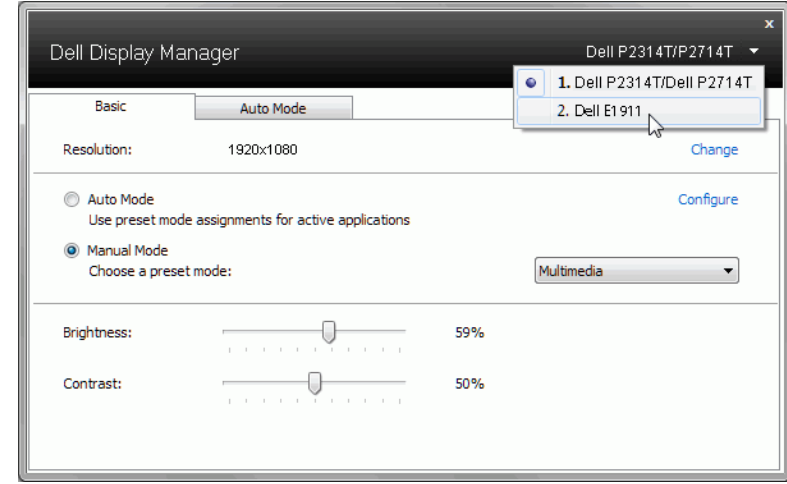 x
Dell Display Manager
Dell P2314T/P2714T
1. Dell P2314T/Dell P2714T
2. Dell E1911
Basic
Auto Mode
Resolution:
1920x1080
Change
Auto Mode
Configure
Use preset mode assignments for active applications
Manual Mode
Choose a preset mode:
Multimedia
Brightness:
59%
Contrast:
50%